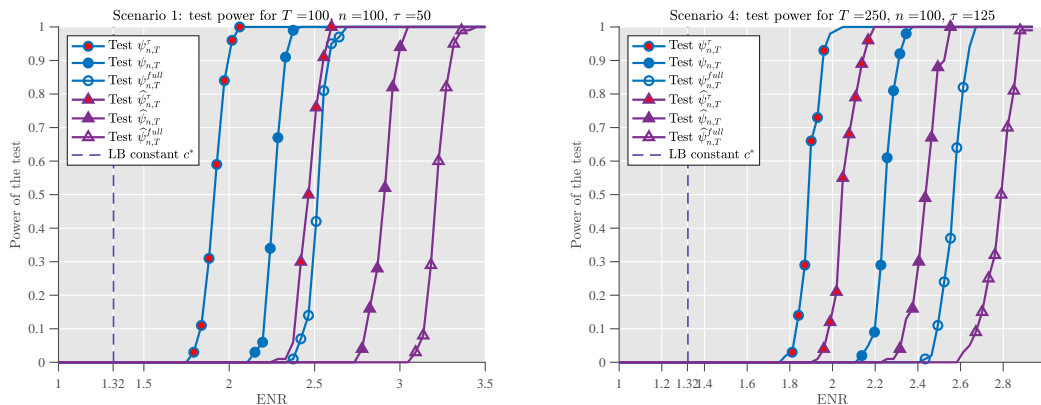 Scenario 1: test power for T =100, n =100, τ =50
Power of the test
1
0.9
0.8
0.7
0.6
0.5
0.4
0.3
0.2
0.1
0
Test ψ^τ_{n,T}
Test ψ_{n,T}
Test ψ^{full}_{n,T}
Test ψ̂^τ_{n,T}
Test ψ̂_{n,T}
Test ψ̂^{full}_{n,T}
LB constant c*
1 1.32 1.5 2 2.5 3 3.5
ENR
Scenario 4: test power for T =250, n =100, τ =125
Power of the test
1
0.9
0.8
0.7
0.6
0.5
0.4
0.3
0.2
0.1
0
Test ψ^τ_{n,T}
Test ψ_{n,T}
Test ψ^{full}_{n,T}
Test ψ̂^τ_{n,T}
Test ψ̂_{n,T}
Test ψ̂^{full}_{n,T}
LB constant c*
1 1.2 1.32 1.4 1.6 1.8 2 2.2 2.4 2.6 2.8
ENR